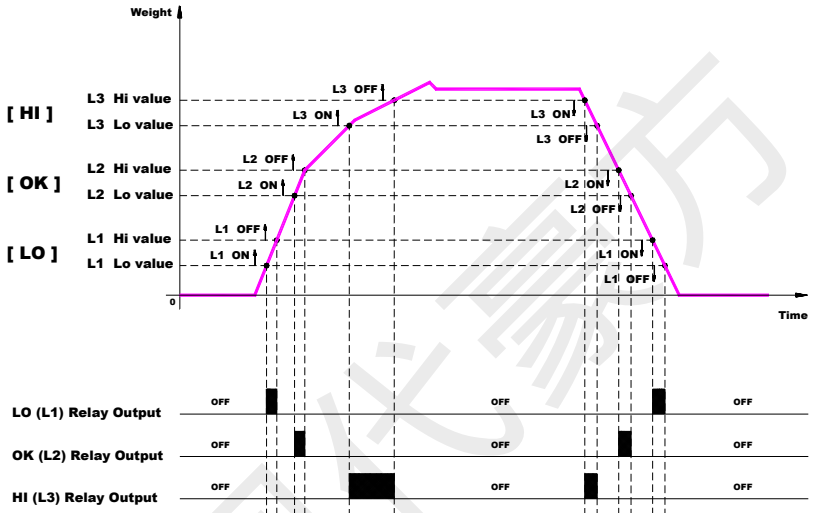 Weight
L3 OFF
[ HI ]
L3 Hi value
L3 ON
L3 ON
L3 Lo value
L3 OFF
L2 OFF
L2 Hi value
[ OK ]
L2 ON
L2 ON
L2 Lo value
L2 OFF
L1 OFF
L1 Hi value
[ LO ]
L1 ON
L1 ON
L1 Lo value
L1 OFF
0
Time
OFF OFF OFF
LO (L1) Relay Output
OFF OFF OFF
OK (L2) Relay Output
OFF OFF OFF
HI (L3) Relay Output
代豪方